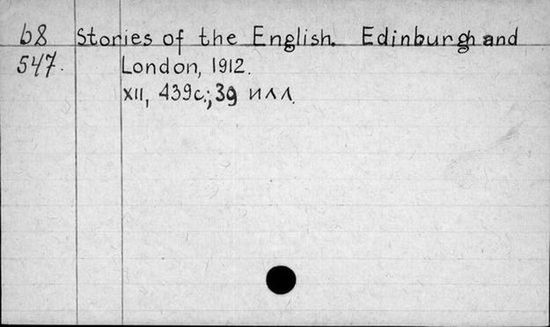 68 Stories of the English. Edinburgh and
547. London, 1912.
XII, 439с.; 39 илл.